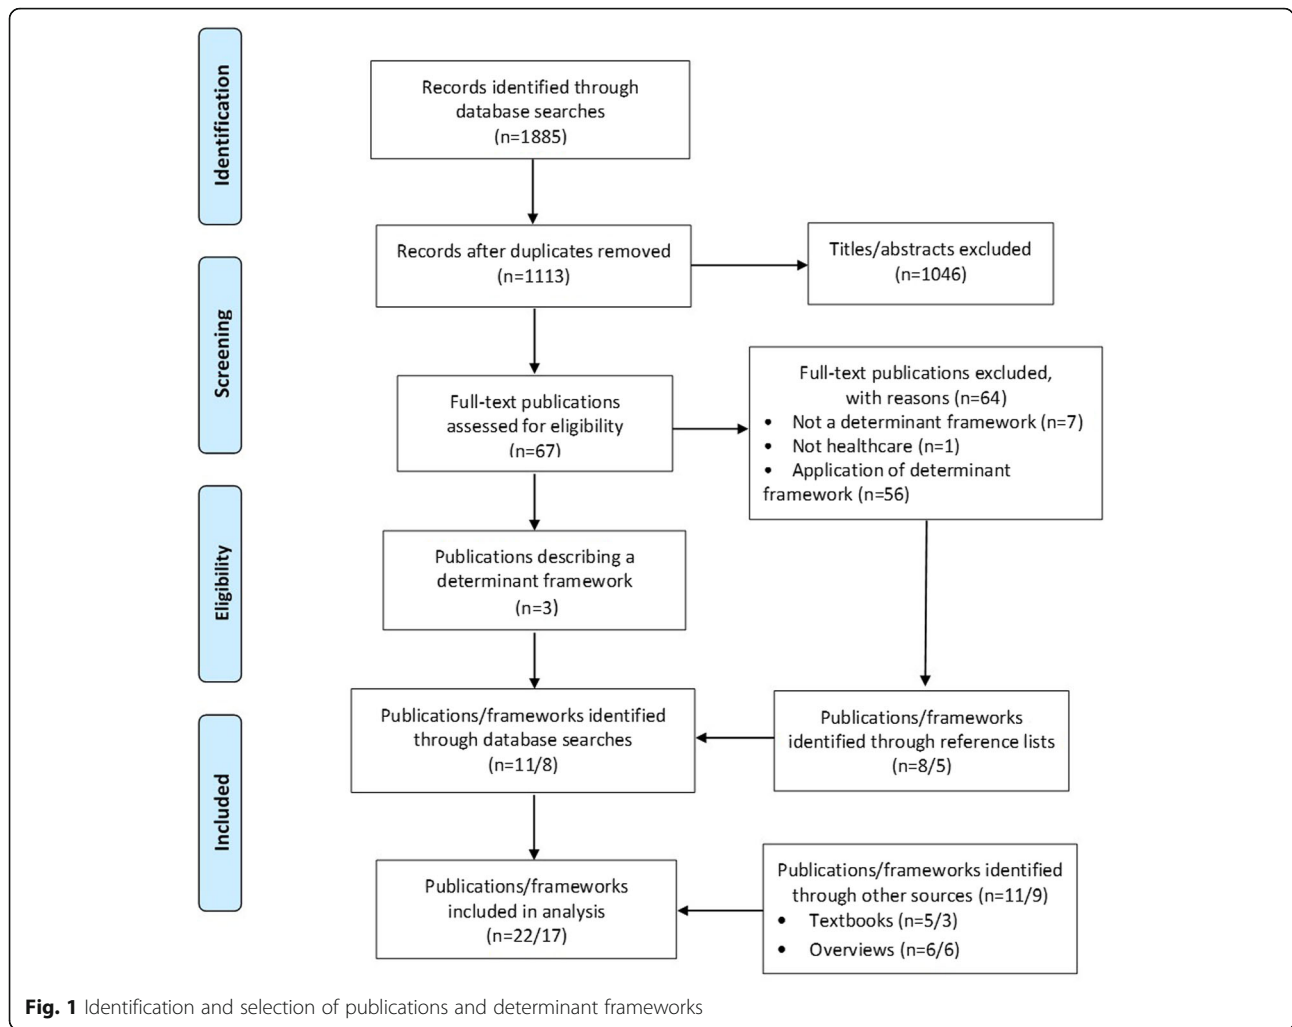 Identification
Records identified through
database searches
(n=1885)
Records after duplicates removed
(n=1113)
Titles/abstracts excluded
(n=1046)
Screening
Full-text publications
assessed for eligibility
(n=67)
Full-text publications excluded,
with reasons (n=64)
• Not a determinant framework (n=7)
• Not healthcare (n=1)
• Application of determinant
framework (n=56)
Eligibility
Publications describing a
determinant framework
(n=3)
Publications/frameworks identified
through database searches
(n=11/8)
Publications/frameworks
identified through reference lists
(n=8/5)
Included
Publications/frameworks
included in analysis
(n=22/17)
Publications/frameworks identified
through other sources (n=11/9)
• Textbooks (n=5/3)
• Overviews (n=6/6)
Fig. 1 Identification and selection of publications and determinant frameworks